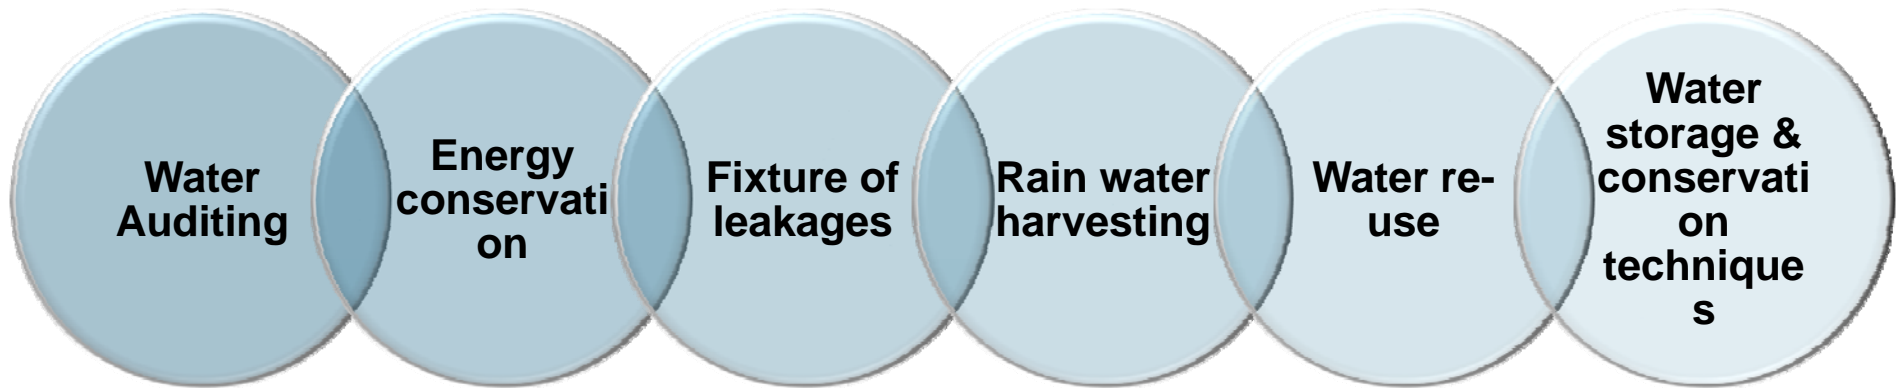 Water
Auditing
Energy
conservati
on
Fixture of
leakages
Rain water
harvesting
Water re-
use
Water
storage &
conservati
on
technique
s